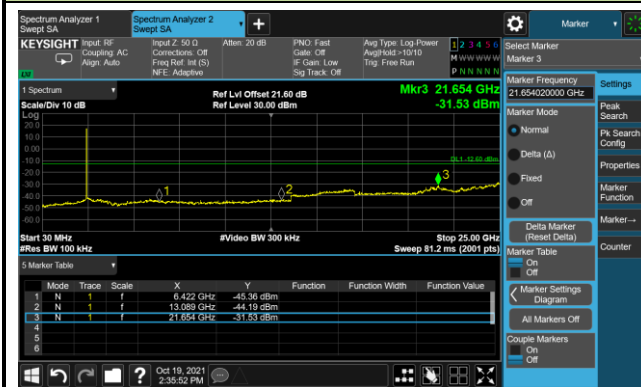 Spectrum Analyzer 1
Swept SA
Spectrum Analyzer 2
Swept SA
Marker
KEYSIGHT
Input: RF
Coupling: AC
Align: Auto
Input Z: 50 Ω
Corrections: Off
Freq Ref: Int (S)
NFE: Adaptive
Atten: 20 dB
PNO: Fast
Gate: Off
IF Gain: Low
Sig Track: Off
Avg Type: Log-Power
Avg|Hold:>10/10
Trig: Free Run
1 2 3 4 5 6
M W W W W W
P N N N N N
Select Marker
Marker 3
1 Spectrum
Scale/Div 10 dB
Ref Lvl Offset 21.60 dB
Ref Level 30.00 dBm
Mkr3 21.654 GHz
-31.53 dBm
Marker Frequency
21.654020000 GHz
Settings
Log
20.0
10.0
0.00
-10.0
-20.0
-30.0
-40.0
-50.0
-60.0
DL1 -12.60 dBm
1
2
3
Start 30 MHz
#Res BW 100 kHz
#Video BW 300 kHz
Stop 25.00 GHz
Sweep 81.2 ms (2001 pts)
Marker Mode
Normal
Delta (Δ)
Fixed
Off
Delta Marker
(Reset Delta)
Marker Table
On
Off
Marker Settings
Diagram
All Markers Off
Couple Markers
On
Off
Peak
Search
Pk Search
Config
Properties
Marker
Function
Marker→
Counter
5 Marker Table
Mode Trace Scale X Y Function Function Width Function Value
1 N 1 f 6.422 GHz -45.36 dBm
2 N 1 f 13.089 GHz -44.19 dBm
3 N 1 f 21.654 GHz -31.53 dBm
4
5
6
?
Oct 19, 2021
2:35:52 PM